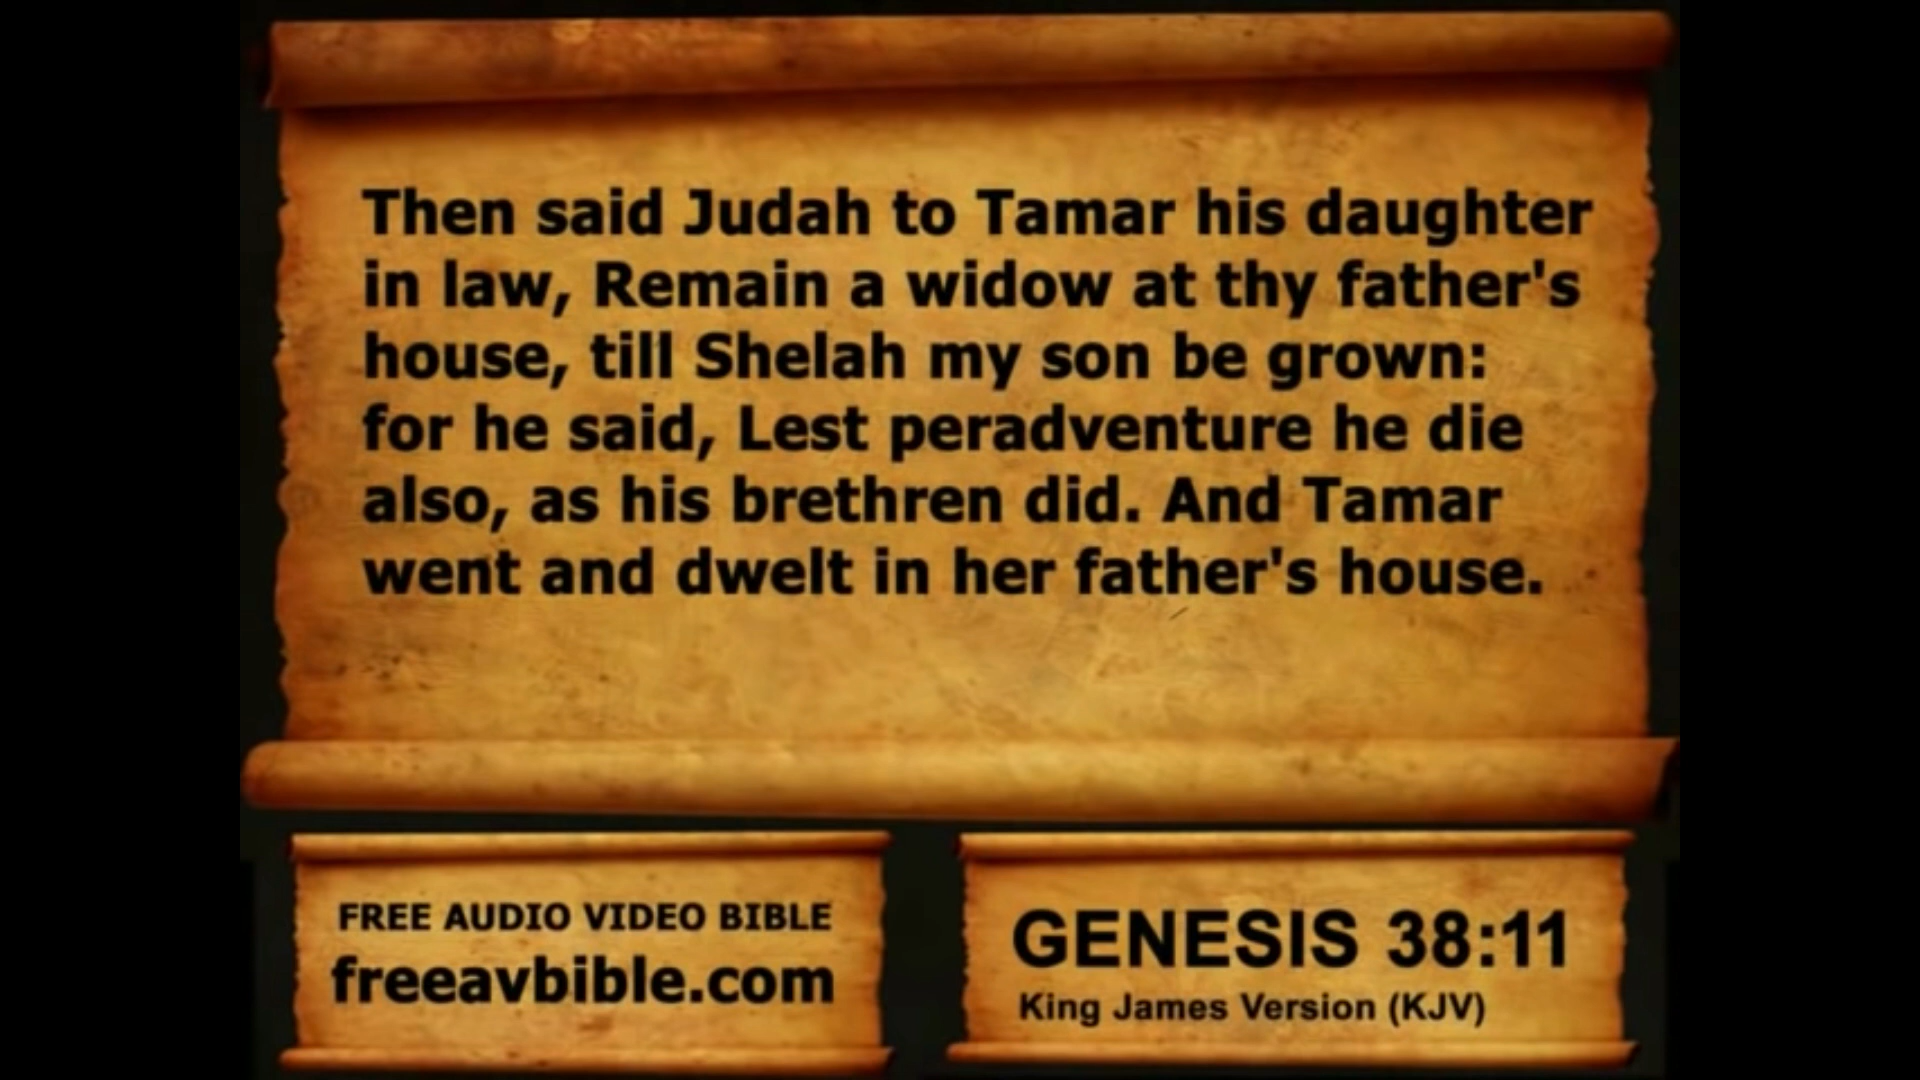 Then said Judah to Tamar his daughter
in law, Remain a widow at thy father's
house, till Shelah my son be grown:
for he said, Lest peradventure he die
also, as his brethren did. And Tamar
went and dwelt in her father's house.
FREE AUDIO VIDEO BIBLE
freeavbible.com
GENESIS 38:11
King James Version (KJV)